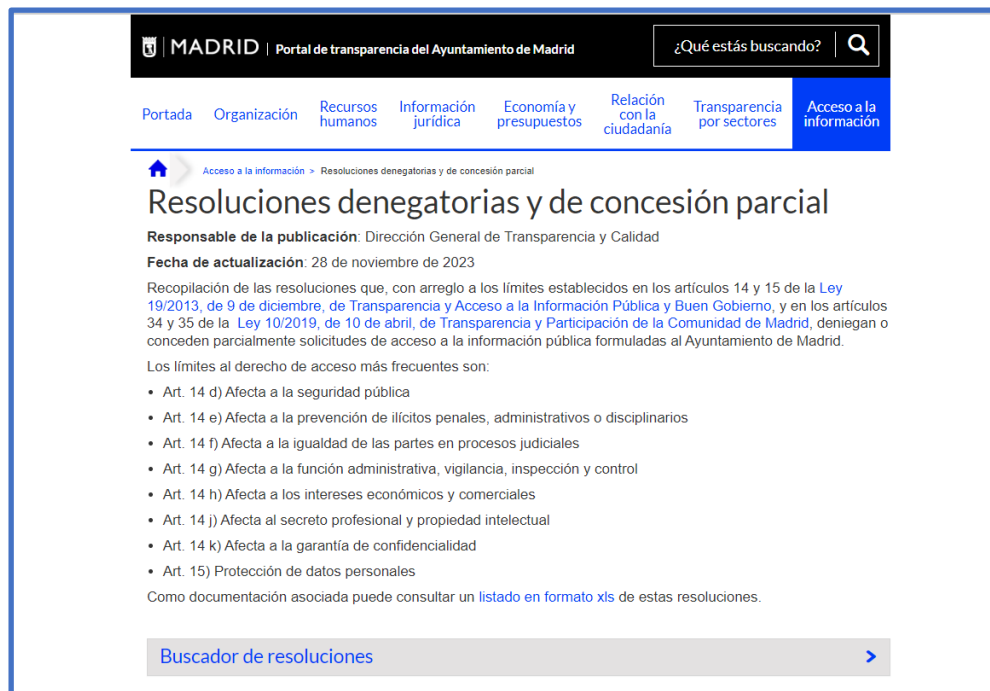 MADRID | Portal de transparencia del Ayuntamiento de Madrid
¿Qué estás buscando?
Portada
Organización
Recursos
humanos
Información
jurídica
Economía y
presupuestos
Relación
con la
ciudadanía
Transparencia
por sectores
Acceso a la
información
Acceso a la información > Resoluciones denegatorias y de concesión parcial
Resoluciones denegatorias y de concesión parcial
Responsable de la publicación: Dirección General de Transparencia y Calidad
Fecha de actualización: 28 de noviembre de 2023
Recopilación de las resoluciones que, con arreglo a los límites establecidos en los artículos 14 y 15 de la Ley
19/2013, de 9 de diciembre, de Transparencia y Acceso a la Información Pública y Buen Gobierno, y en los artículos
34 y 35 de la Ley 10/2019, de 10 de abril, de Transparencia y Participación de la Comunidad de Madrid, deniegan o
conceden parcialmente solicitudes de acceso a la información pública formuladas al Ayuntamiento de Madrid.
Los límites al derecho de acceso más frecuentes son:
• Art. 14 d) Afecta a la seguridad pública
• Art. 14 e) Afecta a la prevención de ilícitos penales, administrativos o disciplinarios
• Art. 14 f) Afecta a la igualdad de las partes en procesos judiciales
• Art. 14 g) Afecta a la función administrativa, vigilancia, inspección y control
• Art. 14 h) Afecta a los intereses económicos y comerciales
• Art. 14 j) Afecta al secreto profesional y propiedad intelectual
• Art. 14 k) Afecta a la garantía de confidencialidad
• Art. 15) Protección de datos personales
Como documentación asociada puede consultar un listado en formato xls de estas resoluciones.
Buscador de resoluciones